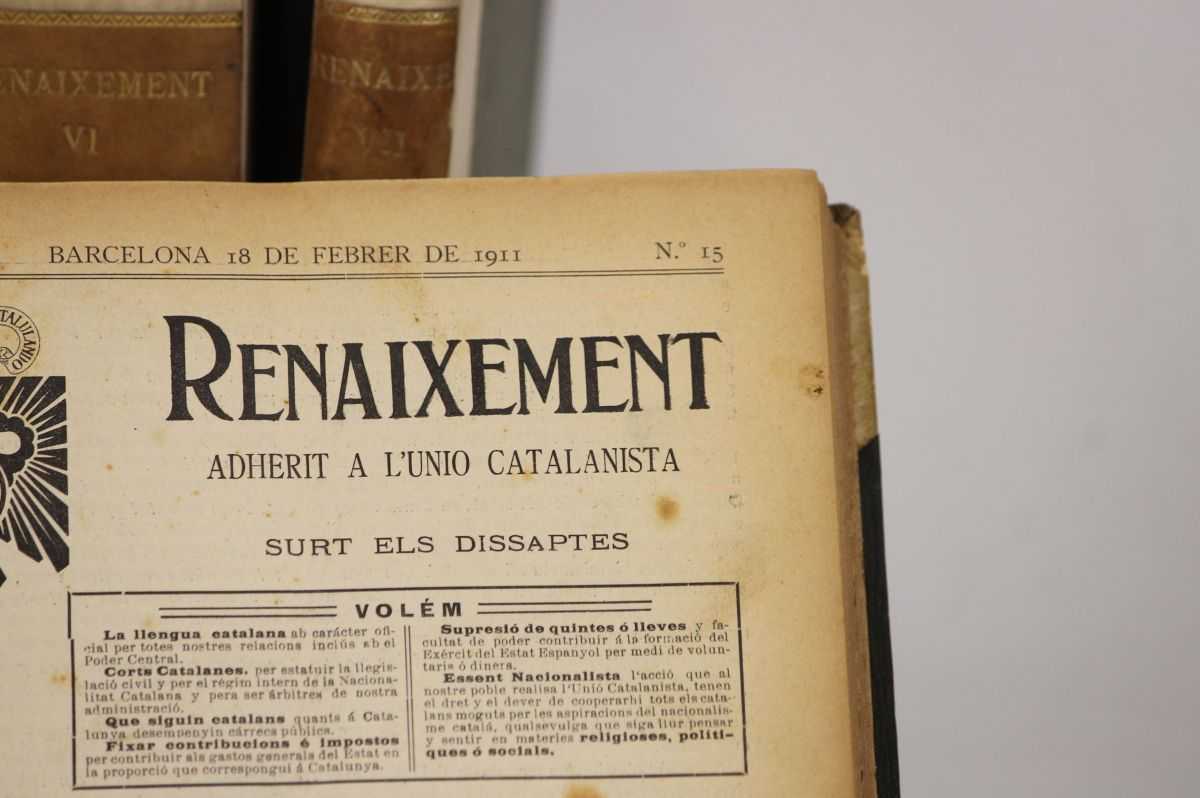 ENAIXEMENT
VI
RENAIXE
BARCELONA 18 DE FEBRER DE 1911
N.º 15
RENAIXEMENT
ADHERIT A L'UNIO CATALANISTA
SURT ELS DISSAPTES
VOLÉM
La llengua catalana ab carácter ofi-
cial per totes nostres relacions inclús ab el
Poder Central.
Corts Catalanes, per estatuir la llegis-
lació civil y per el régim intern de la Nacona-
litat Catalana y pera ser árbitres de nostra
administració.
Que siguin catalans quants á Cata-
lunya desempenyin cárrecs pública.
Fixar contribucions é impostos
per contribuir als gastos generals del Estat en
la proporció que correspongui á Catalunya.
Supresió de quintes ó lleves y fa-
cultat de poder contribuir á la formació del
Exércit del Estat Espanyol per medi de volun-
taris ó dinera.
Essent Nacionalista l'acció que al
nostre poble realisa l'Unió Catalanista, tenen
el dret y el dever de cooperarhi tots els cata-
lans moguts per les aspiracions del nacionalis-
me catalá, qualsevulga que siga llur pensar
y sentir en materies religioses, politi-
ques ó socials.